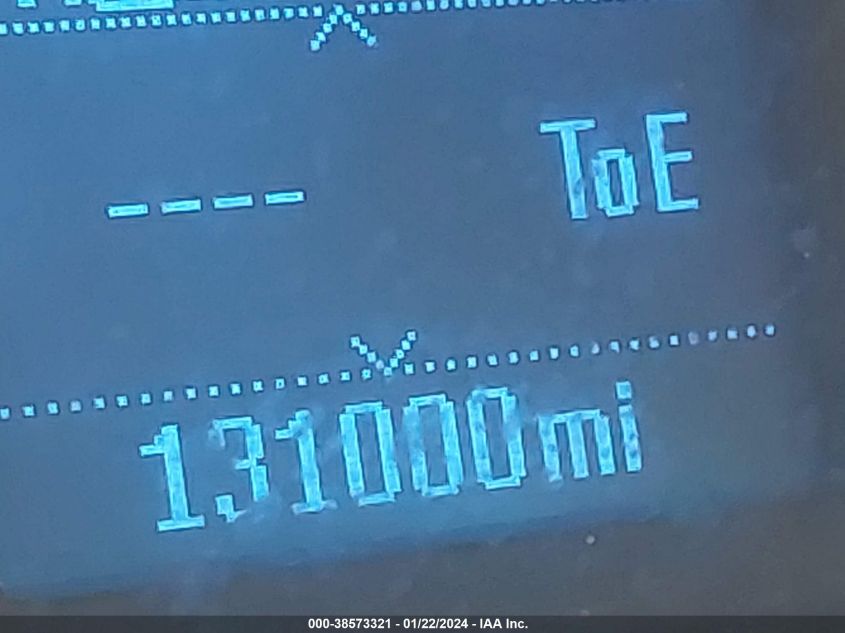 ---- ToE
131000mi
000-38573321 - 01/22/2024 - IAA Inc.